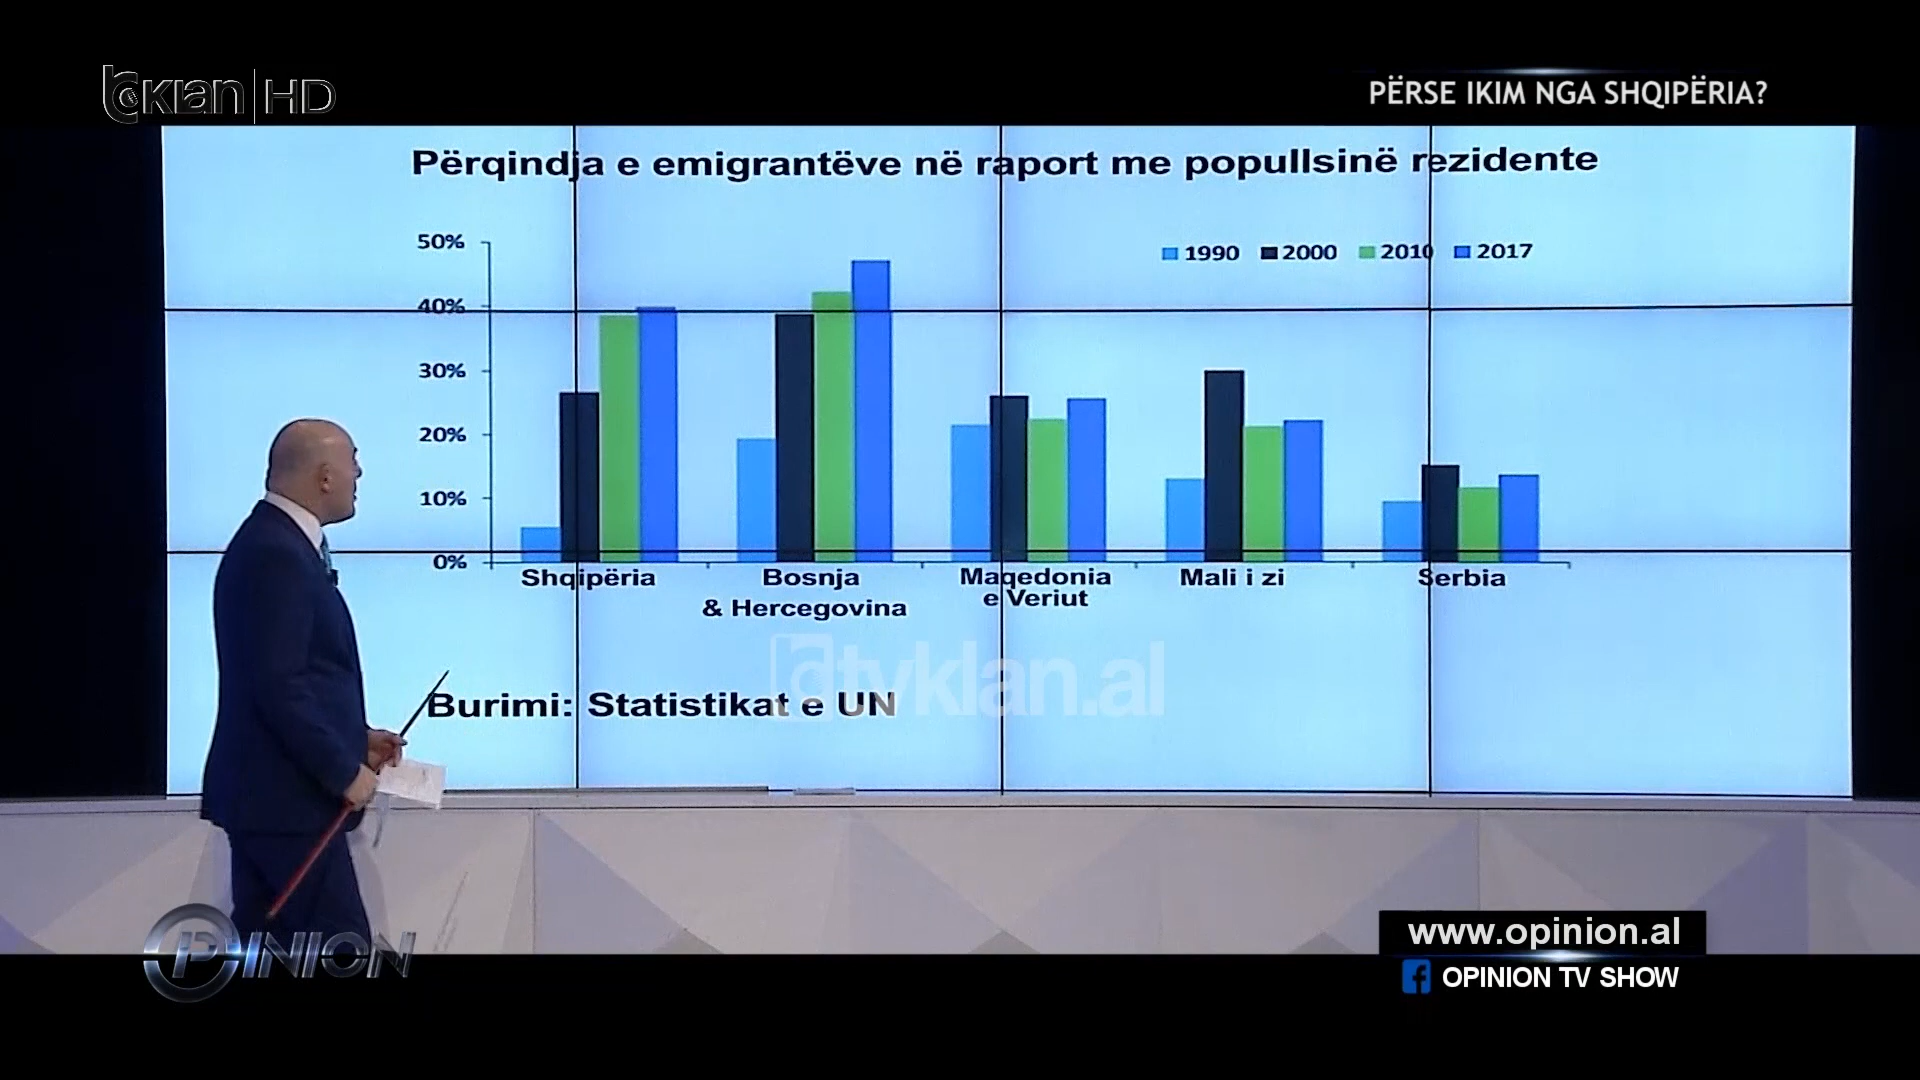 klan HD
PËRSE IKIM NGA SHQIPËRIA?
Përqindja e emigrantëve në raport me popullsinë rezidente
1990 2000 2010 2017
50%
40%
30%
20%
10%
0%
Shqipëria
Bosnja
& Hercegovina
Maqedonia
e Veriut
Mali i zi
Serbia
tvklan.al
Burimi: Statistikat e UN
OPINION
www.opinion.al
OPINION TV SHOW